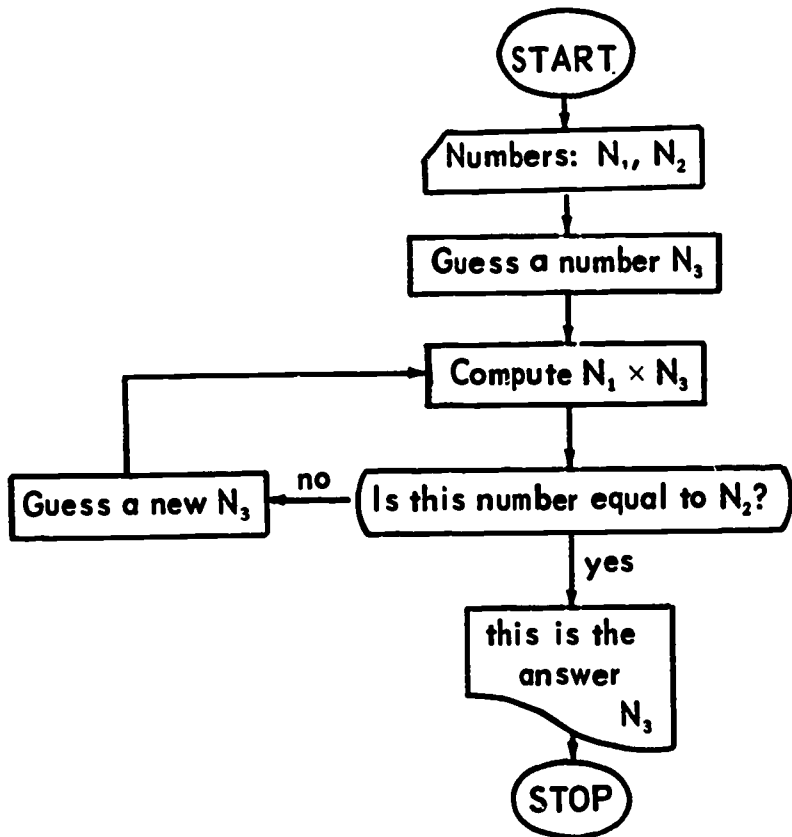 START
Numbers: N₁, N₂
Guess a number N₃
Compute N₁ × N₃
Guess a new N₃
no
Is this number equal to N₂?
yes
this is the
answer
N₃
STOP